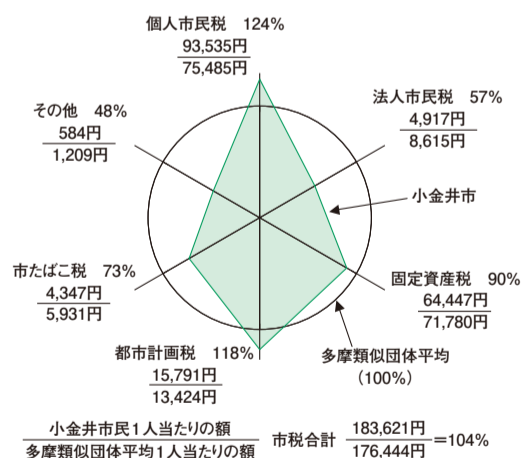 個人市民税 124%
93,535円
75,485円
法人市民税 57%
4,917円
8,615円
その他 48%
584円
1,209円
小金井市
市たばこ税 73%
4,347円
5,931円
固定資産税 90%
64,447円
71,780円
都市計画税 118%
15,791円
13,424円
多摩類似団体平均
(100%)
小金井市民1人当たりの額
多摩類似団体平均1人当たりの額
市税合計 183,621円
176,444円
=104%